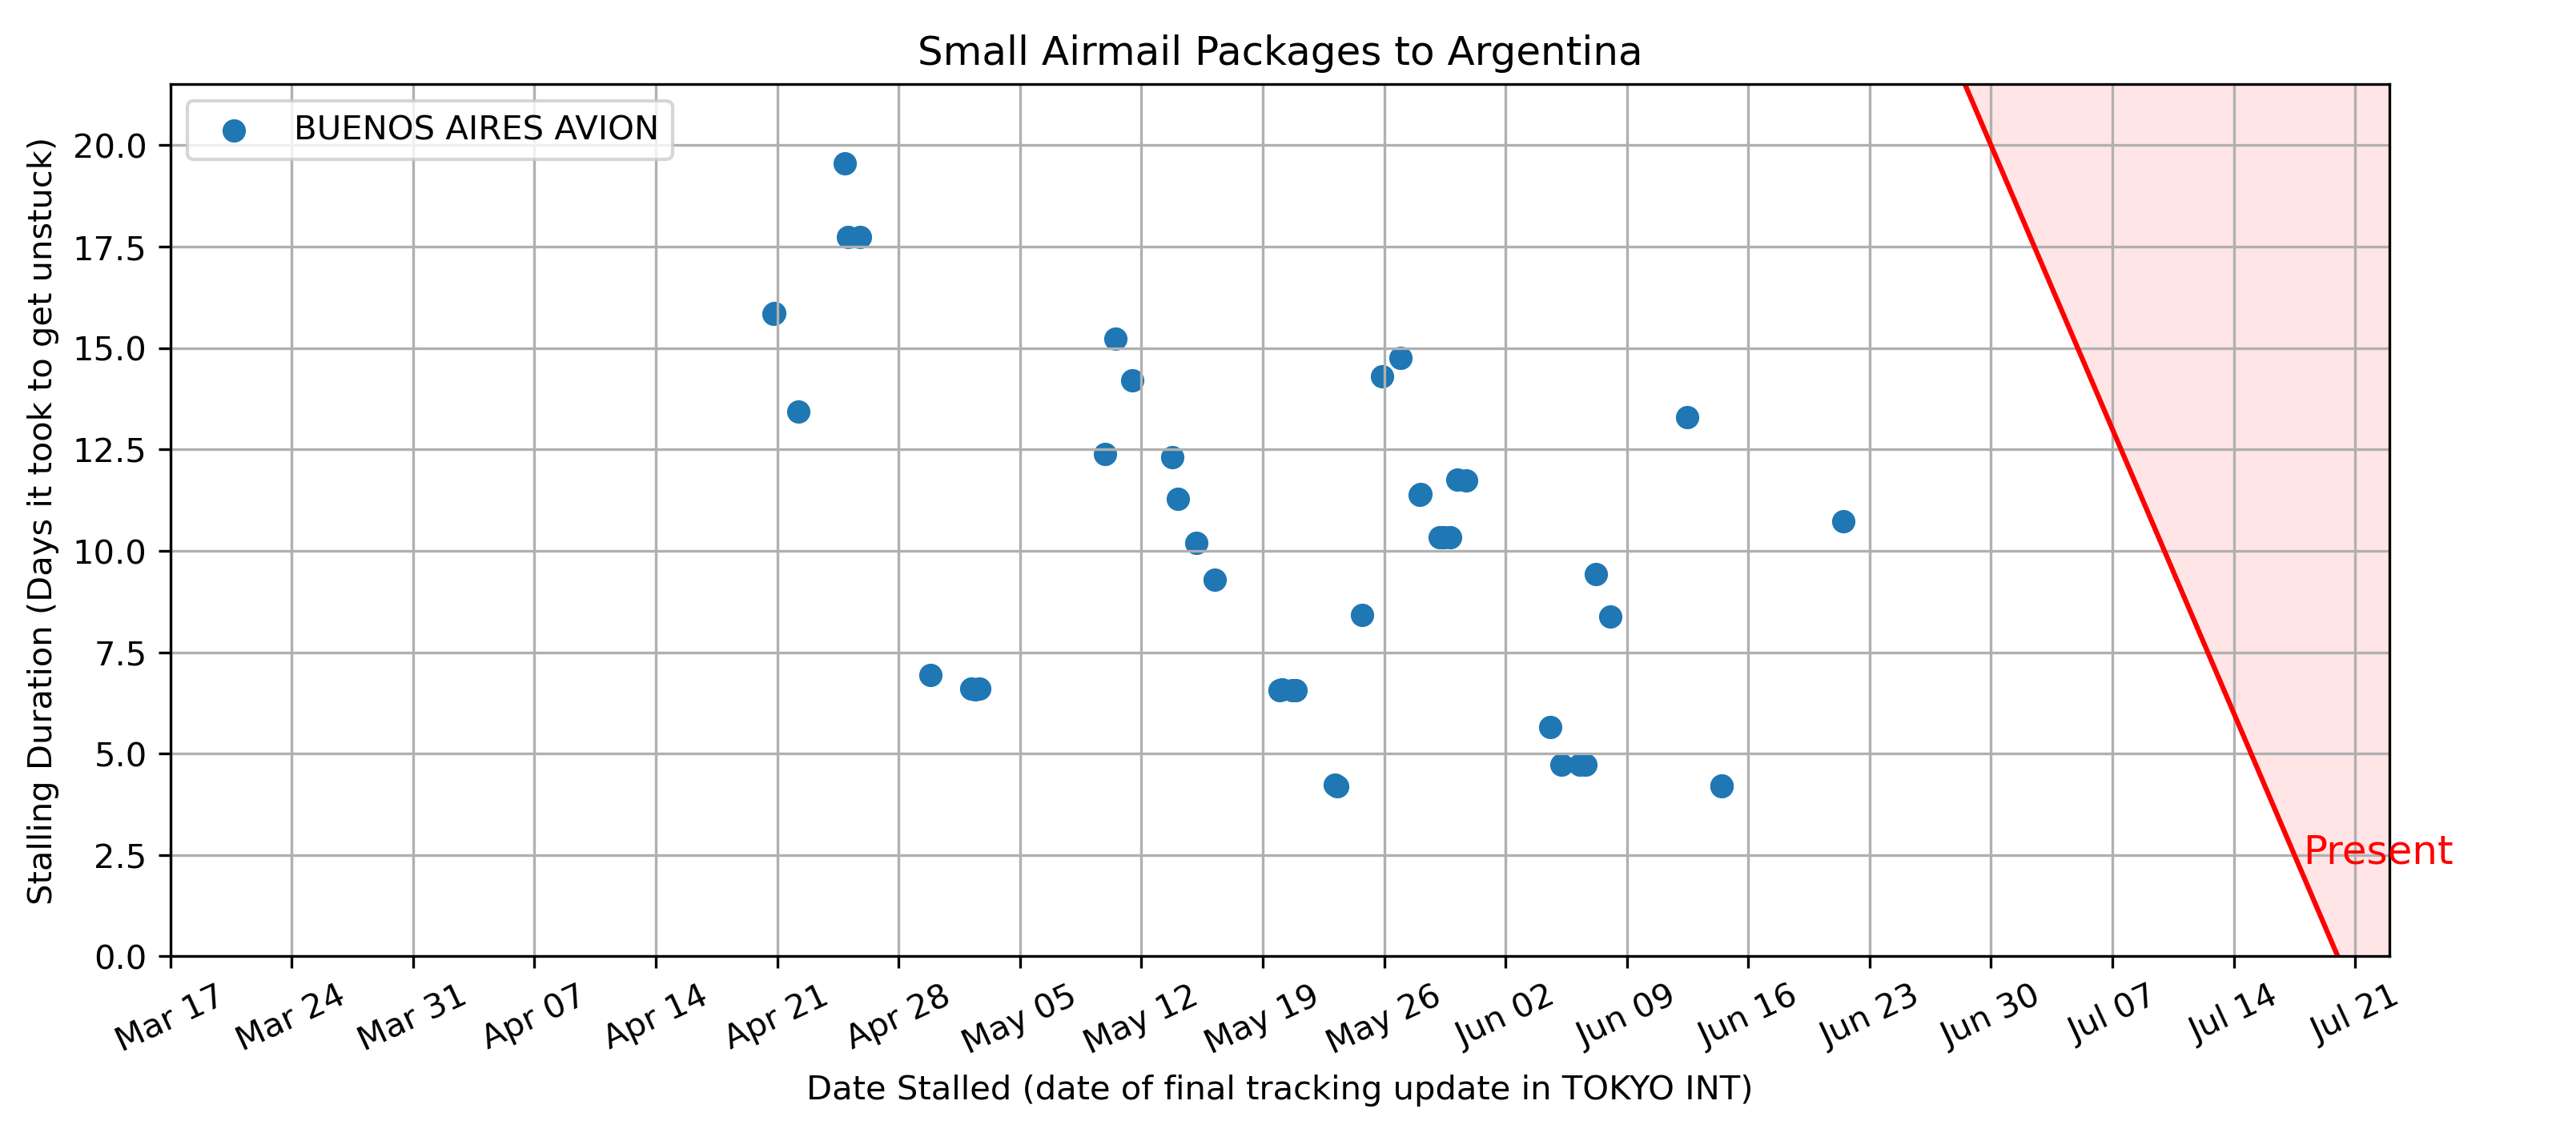 Small Airmail Packages to Argentina
BUENOS AIRES AVION
Stalling Duration (Days it took to get unstuck)
20.0
17.5
15.0
12.5
10.0
7.5
5.0
2.5
0.0
Present
Mar 17
Mar 24
Mar 31
Apr 07
Apr 14
Apr 21
Apr 28
May 05
May 12
May 19
May 26
Jun 02
Jun 09
Jun 16
Jun 23
Jun 30
Jul 07
Jul 14
Jul 21
Date Stalled (date of final tracking update in TOKYO INT)